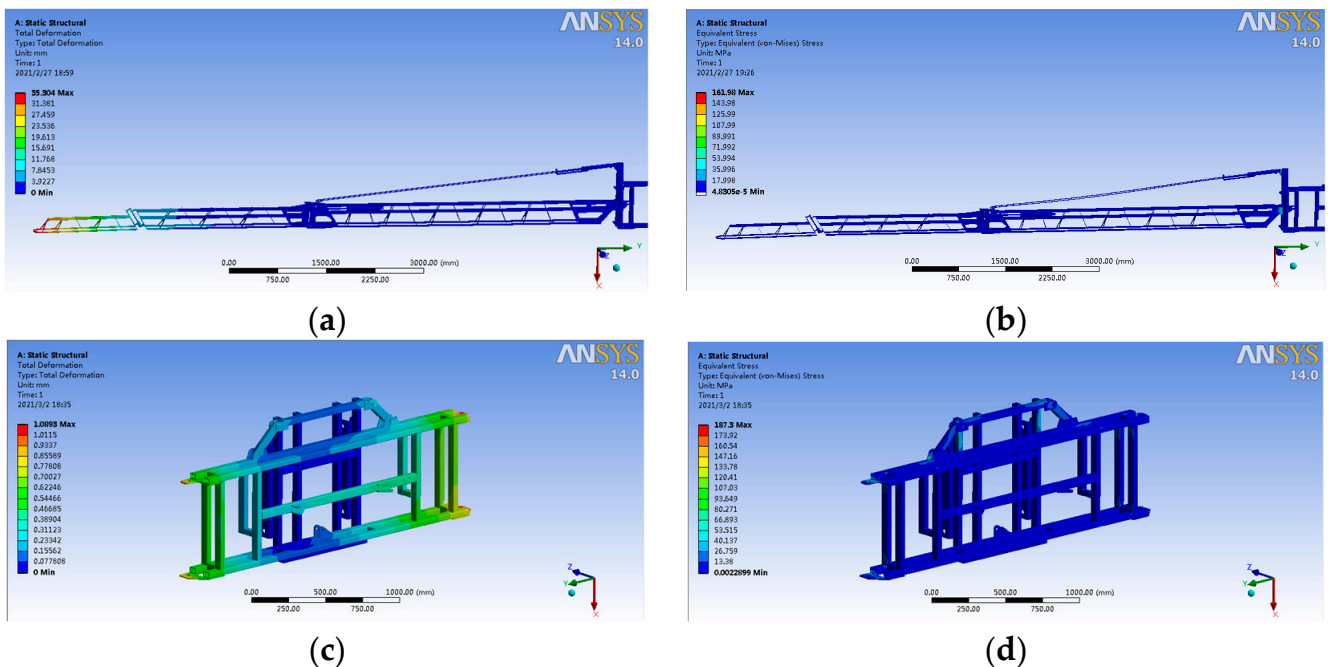 A: Static Structural
Total Deformation
Type: Total Deformation
Unit: mm
Time: 1
2021/2/27 18:59
35.304 Max
31.381
27.459
23.536
19.613
15.691
11.768
7.8453
3.9227
0 Min
ANSYS
14.0
0.00 1500.00 3000.00 (mm)
750.00 2250.00
Y
Z
X
(a)
A: Static Structural
Equivalent Stress
Type: Equivalent (von-Mises) Stress
Unit: MPa
Time: 1
2021/2/27 19:26
161.98 Max
143.98
125.99
107.99
89.991
71.992
53.994
35.996
17.998
4.8305e-5 Min
ANSYS
14.0
0.00 1500.00 3000.00 (mm)
750.00 2250.00
Y
Z
X
(b)
A: Static Structural
Total Deformation
Type: Total Deformation
Unit: mm
Time: 1
2021/3/2 18:35
1.0893 Max
1.0115
0.9337
0.85589
0.77808
0.70027
0.62246
0.54466
0.46685
0.38904
0.31123
0.23342
0.15562
0.077808
0 Min
ANSYS
14.0
0.00 500.00 1000.00 (mm)
250.00 750.00
Z
Y
X
(c)
A: Static Structural
Equivalent Stress
Type: Equivalent (von-Mises) Stress
Unit: MPa
Time: 1
2021/3/2 18:35
187.3 Max
173.92
160.54
147.16
133.78
120.41
107.03
93.649
80.271
66.893
53.515
40.137
26.759
13.38
0.0022899 Min
ANSYS
14.0
0.00 500.00 1000.00 (mm)
250.00 750.00
Z
Y
X
(d)